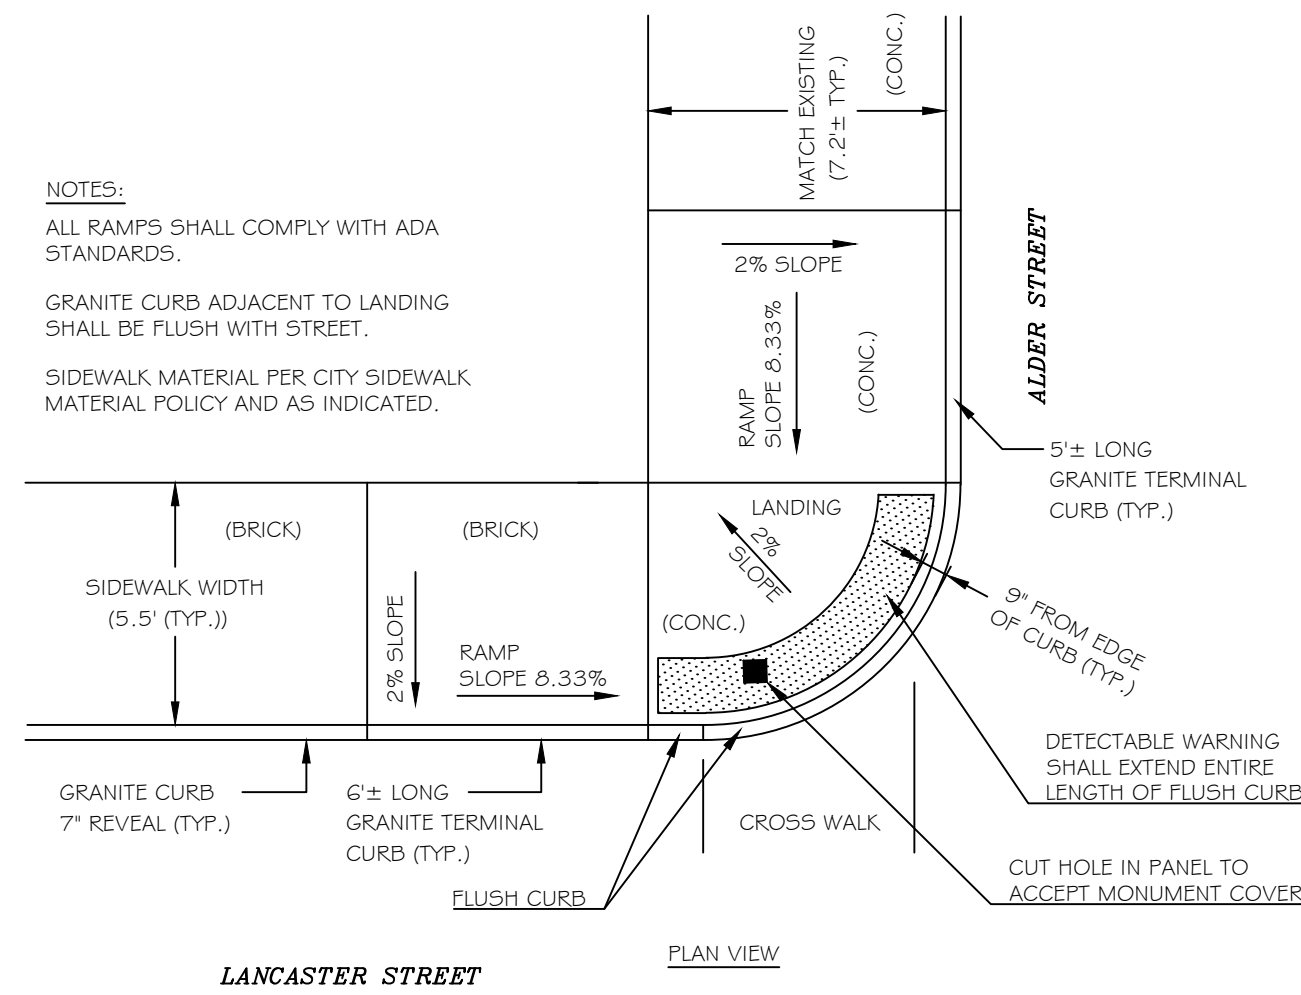 (CONC.)
MATCH EXISTING
(7.2'± TYP.)
NOTES:
ALL RAMPS SHALL COMPLY WITH ADA
STANDARDS.
GRANITE CURB ADJACENT TO LANDING
SHALL BE FLUSH WITH STREET.
SIDEWALK MATERIAL PER CITY SIDEWALK
MATERIAL POLICY AND AS INDICATED.
2% SLOPE
RAMP
SLOPE 8.33%
(CONC.)
ALDER STREET
5'± LONG
GRANITE TERMINAL
CURB (TYP.)
(BRICK)
(BRICK)
LANDING
2%
SLOPE
SIDEWALK WIDTH
(5.5' (TYP.))
2% SLOPE
RAMP
SLOPE 8.33%
(CONC.)
9" FROM EDGE
OF CURB (TYP.)
DETECTABLE WARNING
SHALL EXTEND ENTIRE
LENGTH OF FLUSH CURB
GRANITE CURB
7" REVEAL (TYP.)
6'± LONG
GRANITE TERMINAL
CURB (TYP.)
CROSS WALK
FLUSH CURB
CUT HOLE IN PANEL TO
ACCEPT MONUMENT COVER
PLAN VIEW
LANCASTER STREET